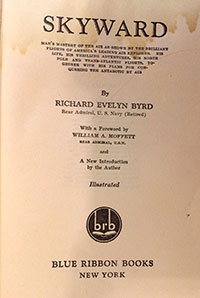 SKYWARD
MAN'S MASTERY OF THE AIR AS SHOWN BY THE BRILLIANT
FLIGHTS OF AMERICA'S LEADING AIR EXPLORER. HIS
LIFE, HIS THRILLING ADVENTURES, HIS NORTH
POLE AND TRANS-ATLANTIC FLIGHTS, TO-
GETHER WITH HIS PLANS FOR CON-
QUERING THE ANTARCTIC BY AIR
By
RICHARD EVELYN BYRD
Rear Admiral, U. S. Navy (Retired)
With a Foreword by
WILLIAM A. MOFFETT
REAR ADMIRAL, U.S.N.
and
A New Introduction
by the Author
Illustrated
brb
BLUE RIBBON BOOKS
NEW YORK